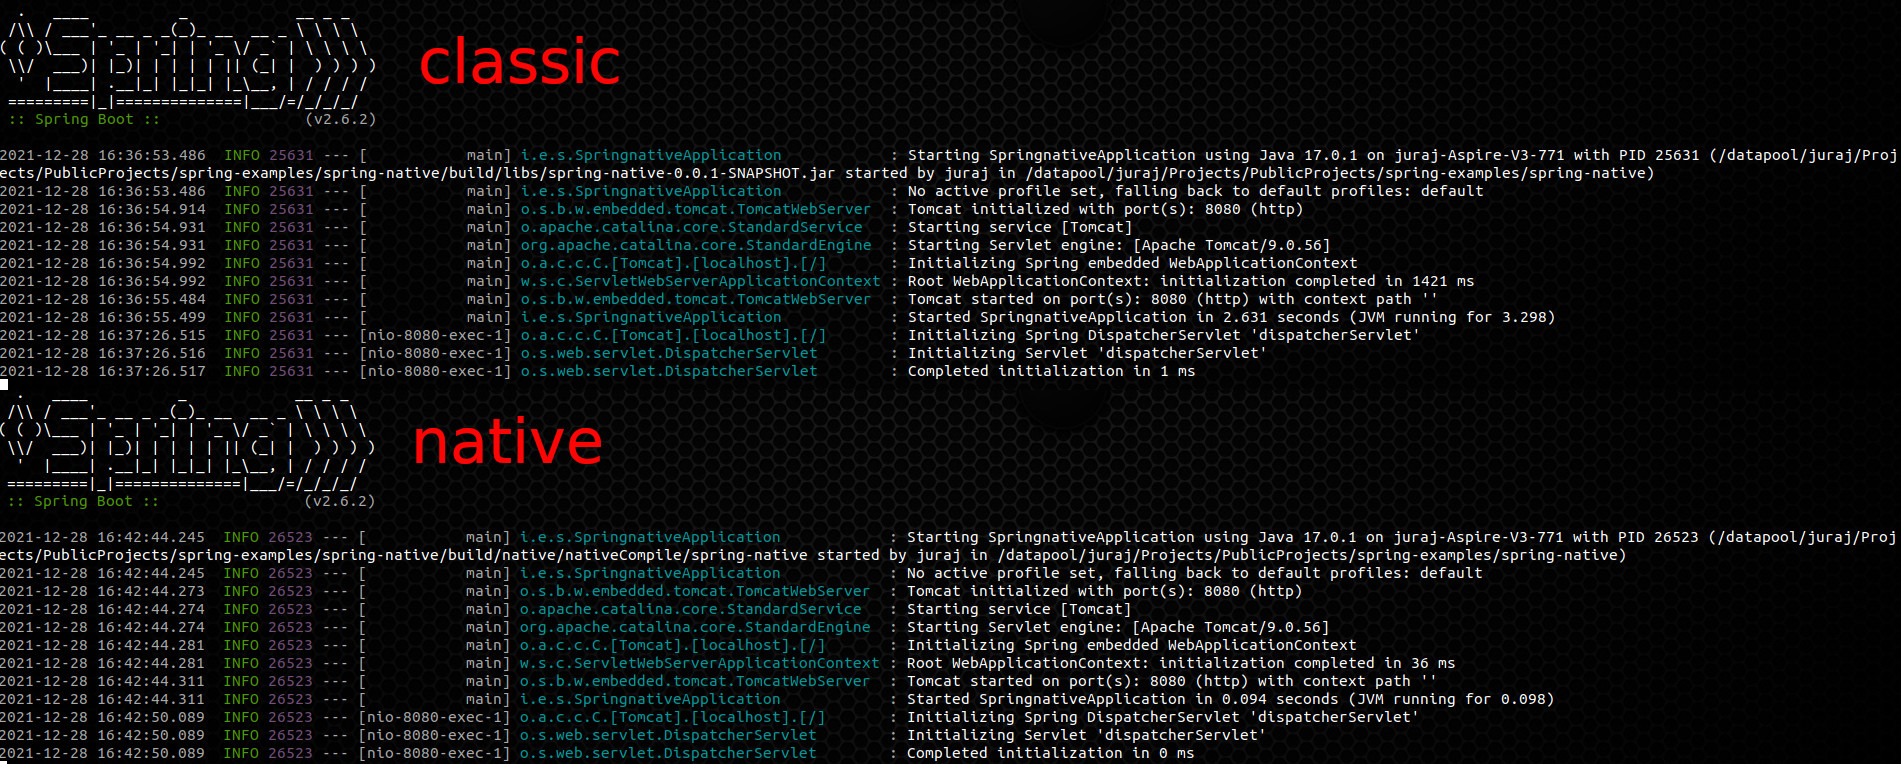 .   ____          _            __ _ _
 /\\ / ___'_ __ _ _(_)_ __  __ _ \ \ \ \
( ( )\___ | '_ | '_| | '_ \/ _` | \ \ \ \
 \\/  ___)| |_)| | | | | || (_| |  ) ) ) )
  '  |____| .__|_| |_|_| |_\__, | / / / /
 =========|_|==============|___/=/_/_/_/
classic
 :: Spring Boot ::                (v2.6.2)
2021-12-28 16:36:53.486  INFO 25631 --- [           main] i.e.s.SpringnativeApplication            : Starting SpringnativeApplication using Java 17.0.1 on juraj-Aspire-V3-771 with PID 25631 (/datapool/juraj/Proj
ects/PublicProjects/spring-examples/spring-native/build/libs/spring-native-0.0.1-SNAPSHOT.jar started by juraj in /datapool/juraj/Projects/PublicProjects/spring-examples/spring-native)
2021-12-28 16:36:53.486  INFO 25631 --- [           main] i.e.s.SpringnativeApplication            : No active profile set, falling back to default profiles: default
2021-12-28 16:36:54.914  INFO 25631 --- [           main] o.s.b.w.embedded.tomcat.TomcatWebServer  : Tomcat initialized with port(s): 8080 (http)
2021-12-28 16:36:54.931  INFO 25631 --- [           main] o.apache.catalina.core.StandardService   : Starting service [Tomcat]
2021-12-28 16:36:54.931  INFO 25631 --- [           main] org.apache.catalina.core.StandardEngine  : Starting Servlet engine: [Apache Tomcat/9.0.56]
2021-12-28 16:36:54.992  INFO 25631 --- [           main] o.a.c.c.C.[Tomcat].[localhost].[/]       : Initializing Spring embedded WebApplicationContext
2021-12-28 16:36:54.992  INFO 25631 --- [           main] w.s.c.ServletWebServerApplicationContext : Root WebApplicationContext: initialization completed in 1421 ms
2021-12-28 16:36:55.484  INFO 25631 --- [           main] o.s.b.w.embedded.tomcat.TomcatWebServer  : Tomcat started on port(s): 8080 (http) with context path ''
2021-12-28 16:36:55.499  INFO 25631 --- [           main] i.e.s.SpringnativeApplication            : Started SpringnativeApplication in 2.631 seconds (JVM running for 3.298)
2021-12-28 16:37:26.515  INFO 25631 --- [nio-8080-exec-1] o.a.c.c.C.[Tomcat].[localhost].[/]       : Initializing Spring DispatcherServlet 'dispatcherServlet'
2021-12-28 16:37:26.516  INFO 25631 --- [nio-8080-exec-1] o.s.web.servlet.DispatcherServlet        : Initializing Servlet 'dispatcherServlet'
2021-12-28 16:37:26.517  INFO 25631 --- [nio-8080-exec-1] o.s.web.servlet.DispatcherServlet        : Completed initialization in 1 ms
  .   ____          _            __ _ _
 /\\ / ___'_ __ _ _(_)_ __  __ _ \ \ \ \
( ( )\___ | '_ | '_| | '_ \/ _` | \ \ \ \
 \\/  ___)| |_)| | | | | || (_| |  ) ) ) )
  '  |____| .__|_| |_|_| |_\__, | / / / /
 =========|_|==============|___/=/_/_/_/
native
 :: Spring Boot ::                (v2.6.2)
2021-12-28 16:42:44.245  INFO 26523 --- [           main] i.e.s.SpringnativeApplication            : Starting SpringnativeApplication using Java 17.0.1 on juraj-Aspire-V3-771 with PID 26523 (/datapool/juraj/Proj
ects/PublicProjects/spring-examples/spring-native/build/native/nativeCompile/spring-native started by juraj in /datapool/juraj/Projects/PublicProjects/spring-examples/spring-native)
2021-12-28 16:42:44.245  INFO 26523 --- [           main] i.e.s.SpringnativeApplication            : No active profile set, falling back to default profiles: default
2021-12-28 16:42:44.273  INFO 26523 --- [           main] o.s.b.w.embedded.tomcat.TomcatWebServer  : Tomcat initialized with port(s): 8080 (http)
2021-12-28 16:42:44.274  INFO 26523 --- [           main] o.apache.catalina.core.StandardService   : Starting service [Tomcat]
2021-12-28 16:42:44.274  INFO 26523 --- [           main] org.apache.catalina.core.StandardEngine  : Starting Servlet engine: [Apache Tomcat/9.0.56]
2021-12-28 16:42:44.281  INFO 26523 --- [           main] o.a.c.c.C.[Tomcat].[localhost].[/]       : Initializing Spring embedded WebApplicationContext
2021-12-28 16:42:44.281  INFO 26523 --- [           main] w.s.c.ServletWebServerApplicationContext : Root WebApplicationContext: initialization completed in 36 ms
2021-12-28 16:42:44.311  INFO 26523 --- [           main] o.s.b.w.embedded.tomcat.TomcatWebServer  : Tomcat started on port(s): 8080 (http) with context path ''
2021-12-28 16:42:44.311  INFO 26523 --- [           main] i.e.s.SpringnativeApplication            : Started SpringnativeApplication in 0.094 seconds (JVM running for 0.098)
2021-12-28 16:42:50.089  INFO 26523 --- [nio-8080-exec-1] o.a.c.c.C.[Tomcat].[localhost].[/]       : Initializing Spring DispatcherServlet 'dispatcherServlet'
2021-12-28 16:42:50.089  INFO 26523 --- [nio-8080-exec-1] o.s.web.servlet.DispatcherServlet        : Initializing Servlet 'dispatcherServlet'
2021-12-28 16:42:50.089  INFO 26523 --- [nio-8080-exec-1] o.s.web.servlet.DispatcherServlet        : Completed initialization in 0 ms